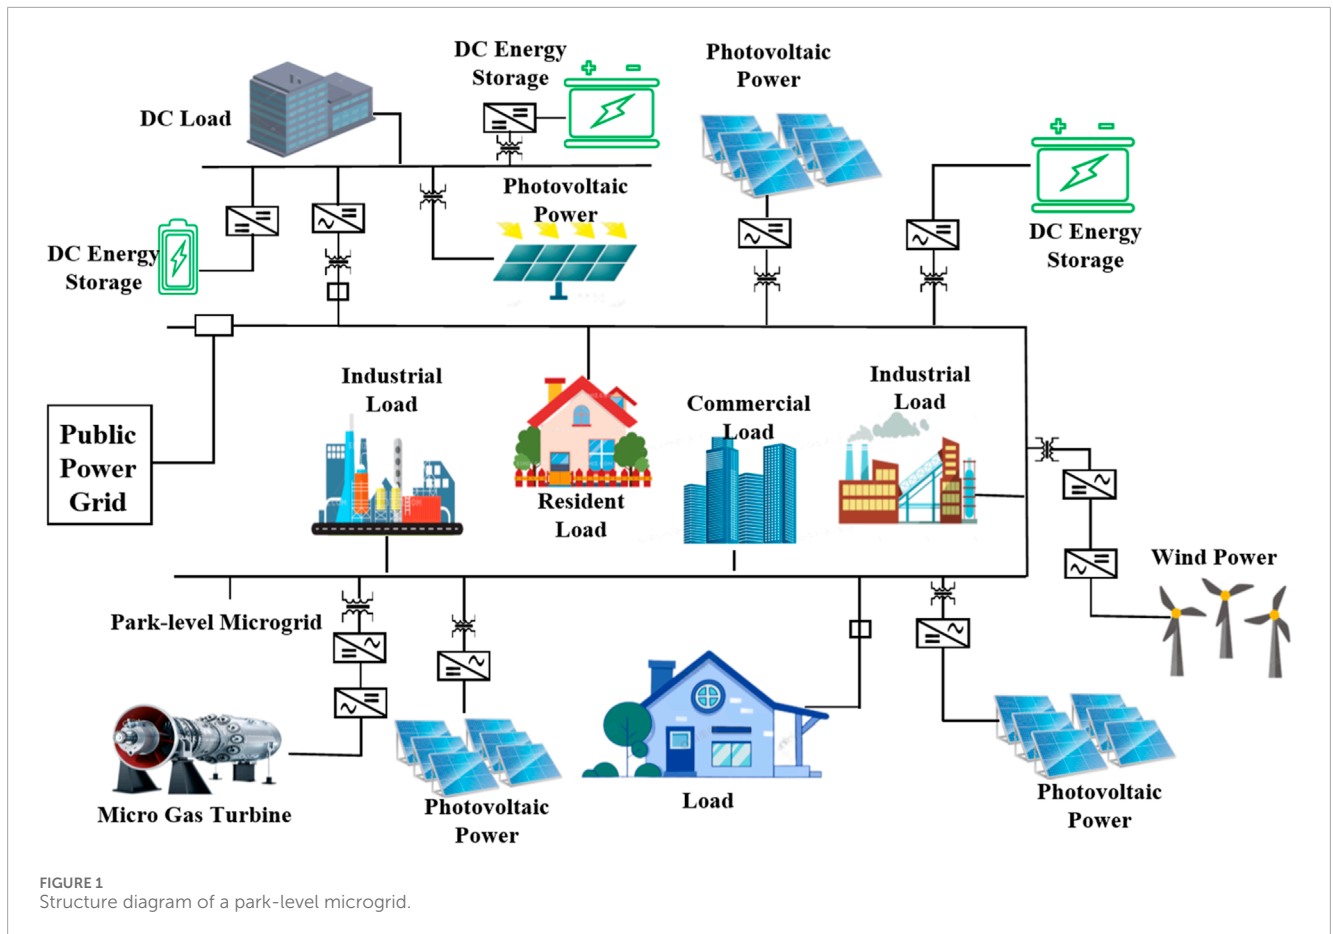 DC Energy
Storage
Photovoltaic
Power
DC Load
Photovoltaic
Power
DC Energy
Storage
DC Energy
Storage
Industrial
Load
Industrial
Load
Commercial
Load
Public
Power
Grid
Resident
Load
Wind Power
Park-level Microgrid
Micro Gas Turbine
Photovoltaic
Power
Load
Photovoltaic
Power
FIGURE 1
Structure diagram of a park-level microgrid.